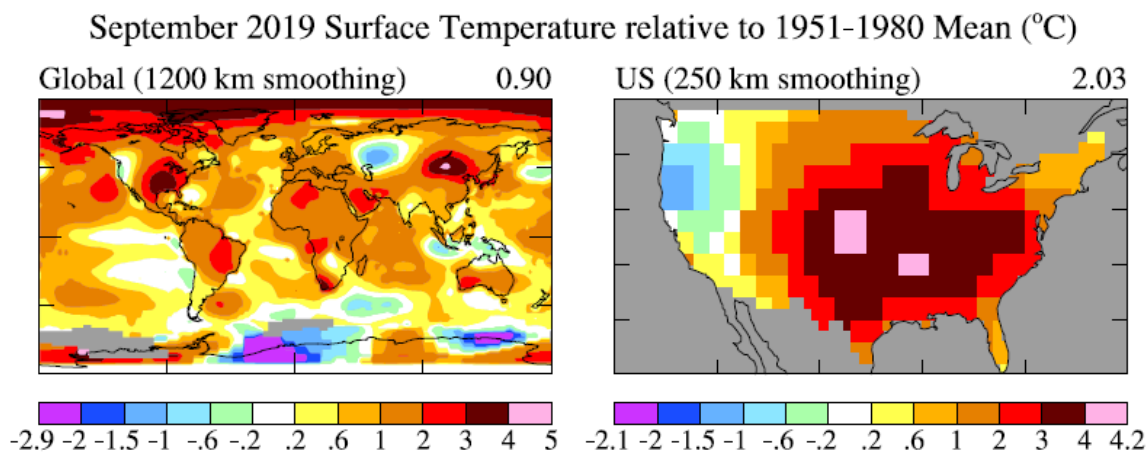 September 2019 Surface Temperature relative to 1951-1980 Mean (°C)
Global (1200 km smoothing) 0.90
US (250 km smoothing) 2.03
-2.9 -2 -1.5 -1 -.6 -.2 .2 .6 1 2 3 4 5
-2.1 -2 -1.5 -1 -.6 -.2 .2 .6 1 2 3 4 4.2